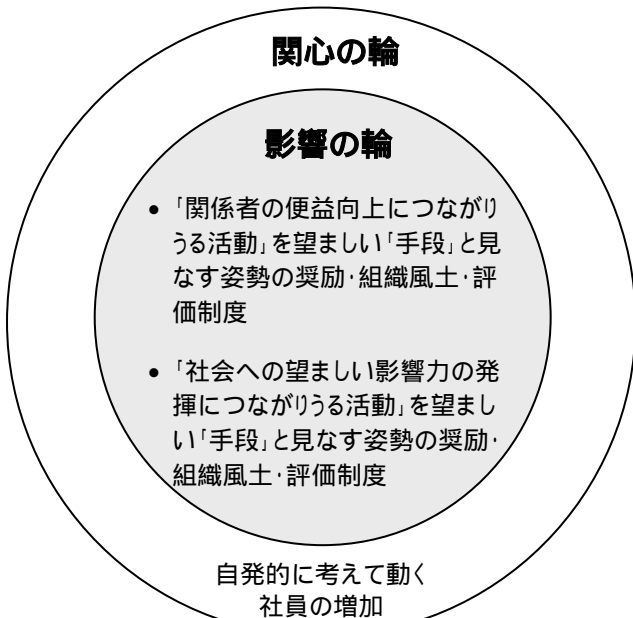 関心の輪
影響の輪
• 「関係者の便益向上につながり
うる活動」を望ましい「手段」と見
なす姿勢の奨励・組織風土・評
価制度
• 「社会への望ましい影響力の発
揮につながりうる活動」を望まし
い「手段」と見なす姿勢の奨励・
組織風土・評価制度
自発的に考えて動く
社員の増加